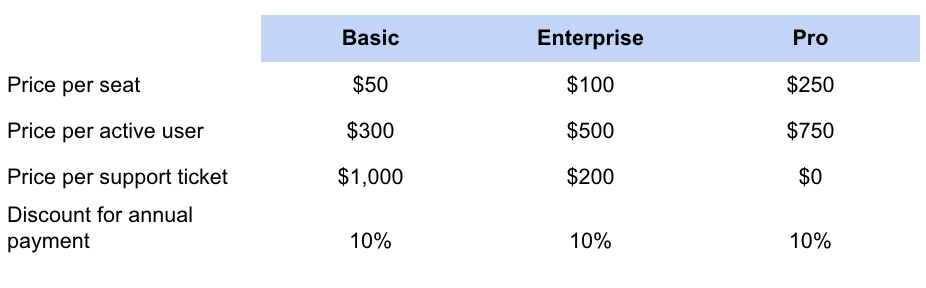 Basic Enterprise Pro
Price per seat $50 $100 $250
Price per active user $300 $500 $750
Price per support ticket $1,000 $200 $0
Discount for annual
payment 10% 10% 10%